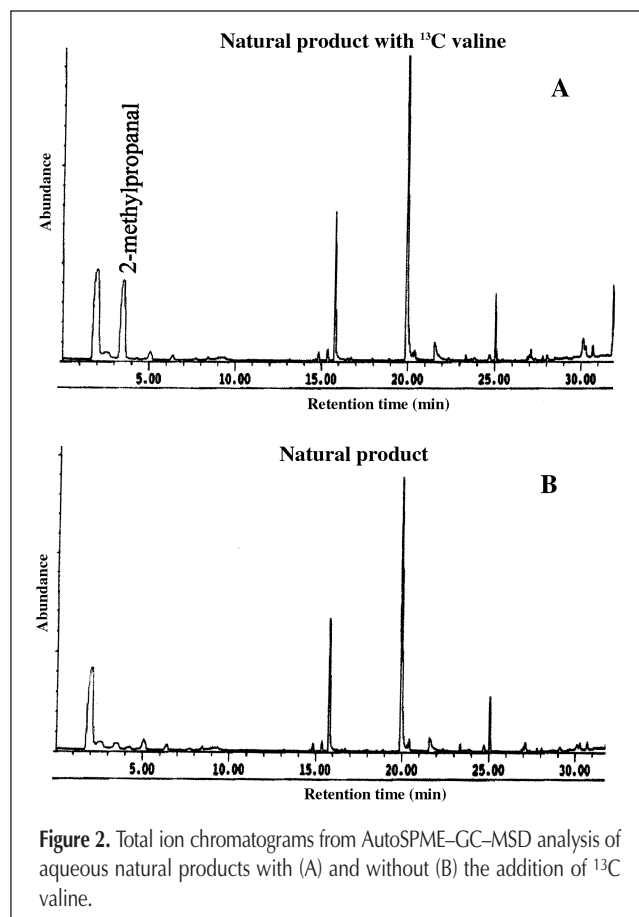 Natural product with ¹³C valine
A
Abundance
2-methylpropanal
5.00 10.00 15.00 20.00 25.00 30.00
Retention time (min)
Natural product
B
Abundance
5.00 10.00 15.00 20.00 25.00 30.00
Retention time (min)
Figure 2. Total ion chromatograms from AutoSPME–GC–MSD analysis of
aqueous natural products with (A) and without (B) the addition of ¹³C
valine.